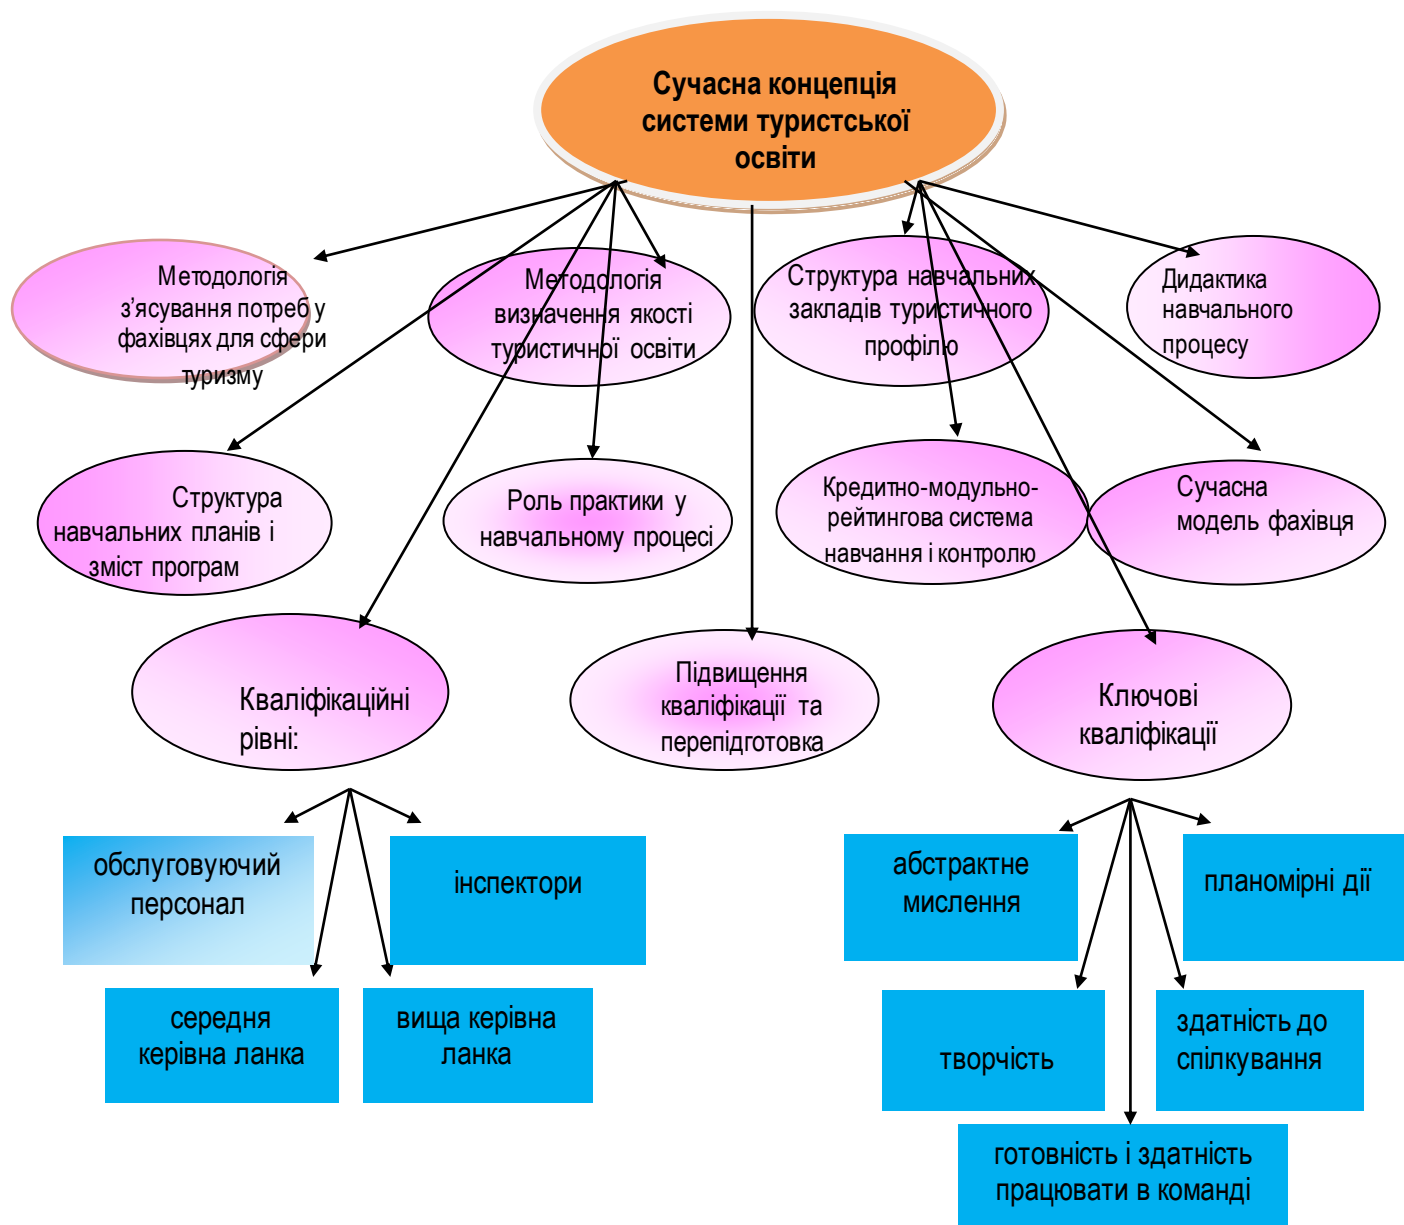 Сучасна концепція
системи туристської
освіти
Методологія
з’ясування потреб у
фахівцях для сфери
туризму
Методологія
визначення якості
туристичної освіти
Структура навчальних
закладів туристичного
профілю
Дидактика
навчального
процесу
Структура
навчальних планів і
зміст програм
Роль практики у
навчальному процесі
Кредитно-модульно-
рейтингова система
навчання і контролю
Сучасна
модель фахівця
Кваліфікаційні
рівні:
Підвищення
кваліфікації та
перепідготовка
Ключові
кваліфікації
обслуговуючий
персонал
інспектори
абстрактне
мислення
планомірні дії
середня
керівна ланка
вища керівна
ланка
творчість
здатність до
спілкування
готовність і здатність
працювати в команді